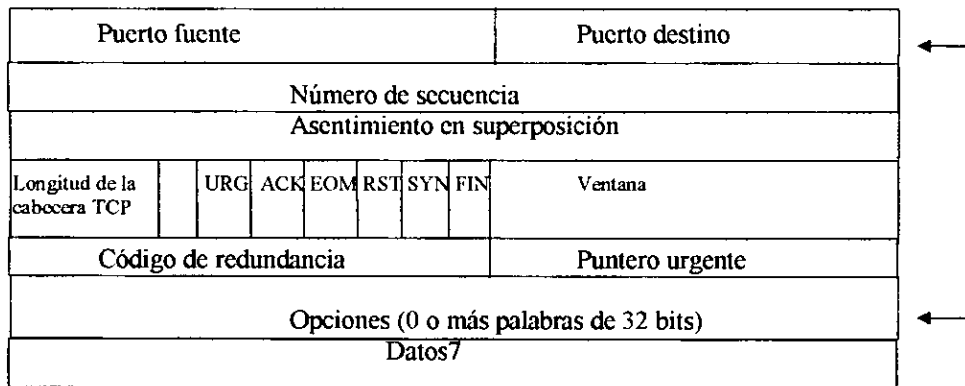 Puerto fuente Puerto destino
Número de secuencia
Asentimiento en superposición
Longitud de la cabecera TCP URG ACK EOM RST SYN FIN Ventana
Código de redundancia Puntero urgente
Opciones (0 o más palabras de 32 bits)
Datos7